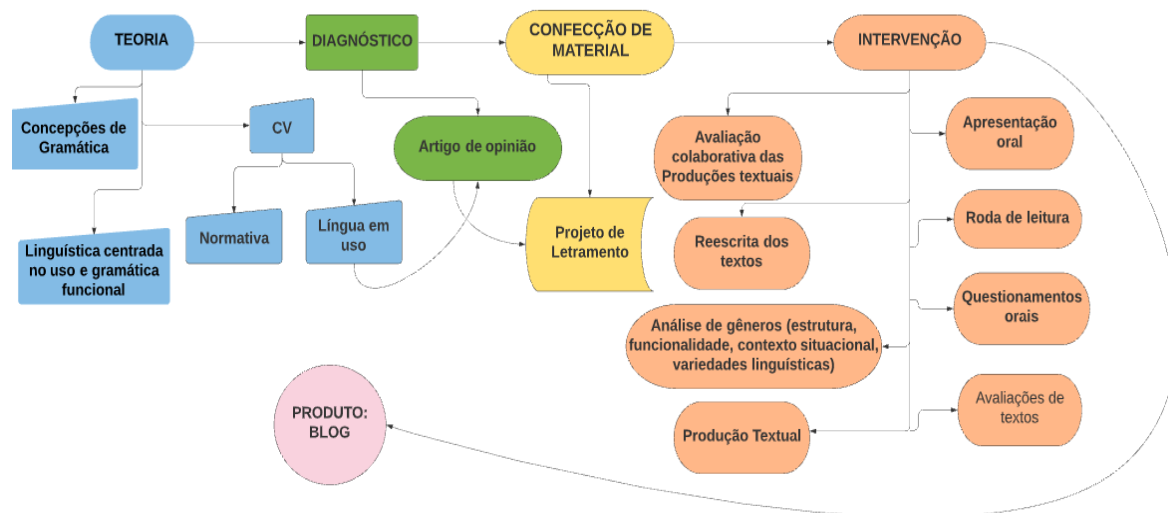 TEORIA
DIAGNÓSTICO
CONFECÇÃO DE
MATERIAL
INTERVENÇÃO
Concepções de
Gramática
CV
Normativa
Língua em
uso
Linguística centrada
no uso e gramática
funcional
Artigo de opinião
Projeto de
Letramento
Avaliação
colaborativa das
Produções textuais
Reescrita dos
textos
Análise de gêneros (estrutura,
funcionalidade, contexto situacional,
variedades linguísticas)
Produção Textual
Apresentação
oral
Roda de leitura
Questionamentos
orais
Avaliações de
textos
PRODUTO:
BLOG